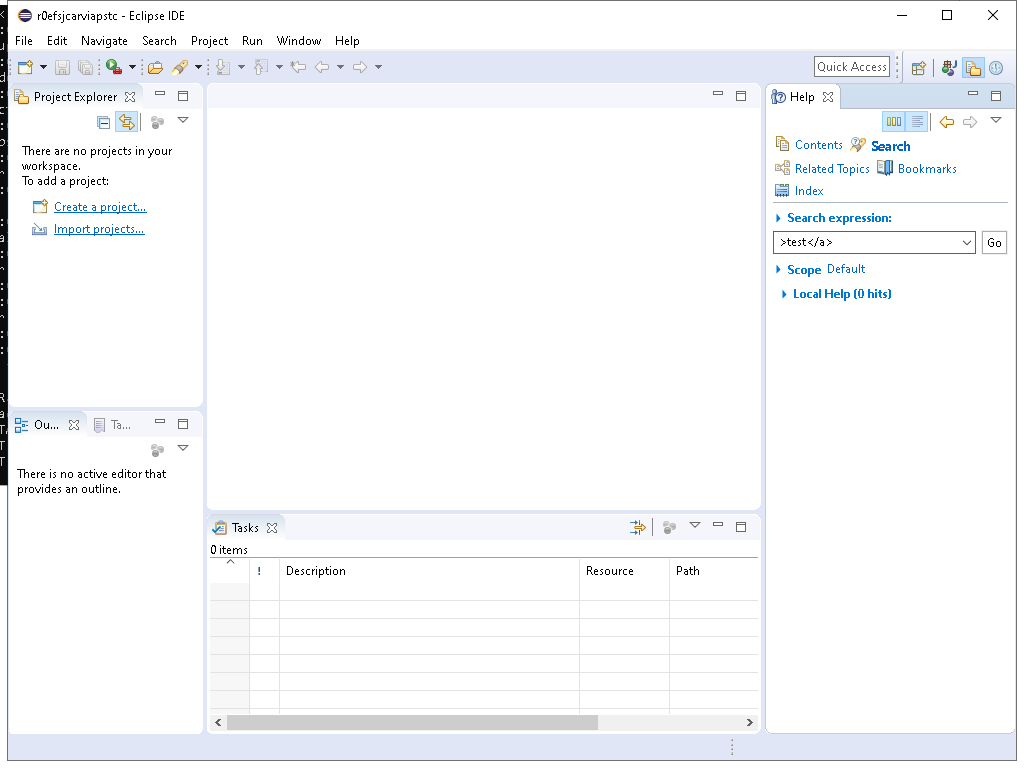 r0efsjcarviapstc - Eclipse IDE
File Edit Navigate Search Project Run Window Help
Quick Access
Project Explorer
There are no projects in your
workspace.
To add a project:
Create a project...
Import projects...
Ou...
Ta...
There is no active editor that
provides an outline.
Tasks
0 items
! Description Resource Path
Help
Contents Search
Related Topics Bookmarks
Index
Search expression:
>test</a>
Go
Scope Default
Local Help (0 hits)